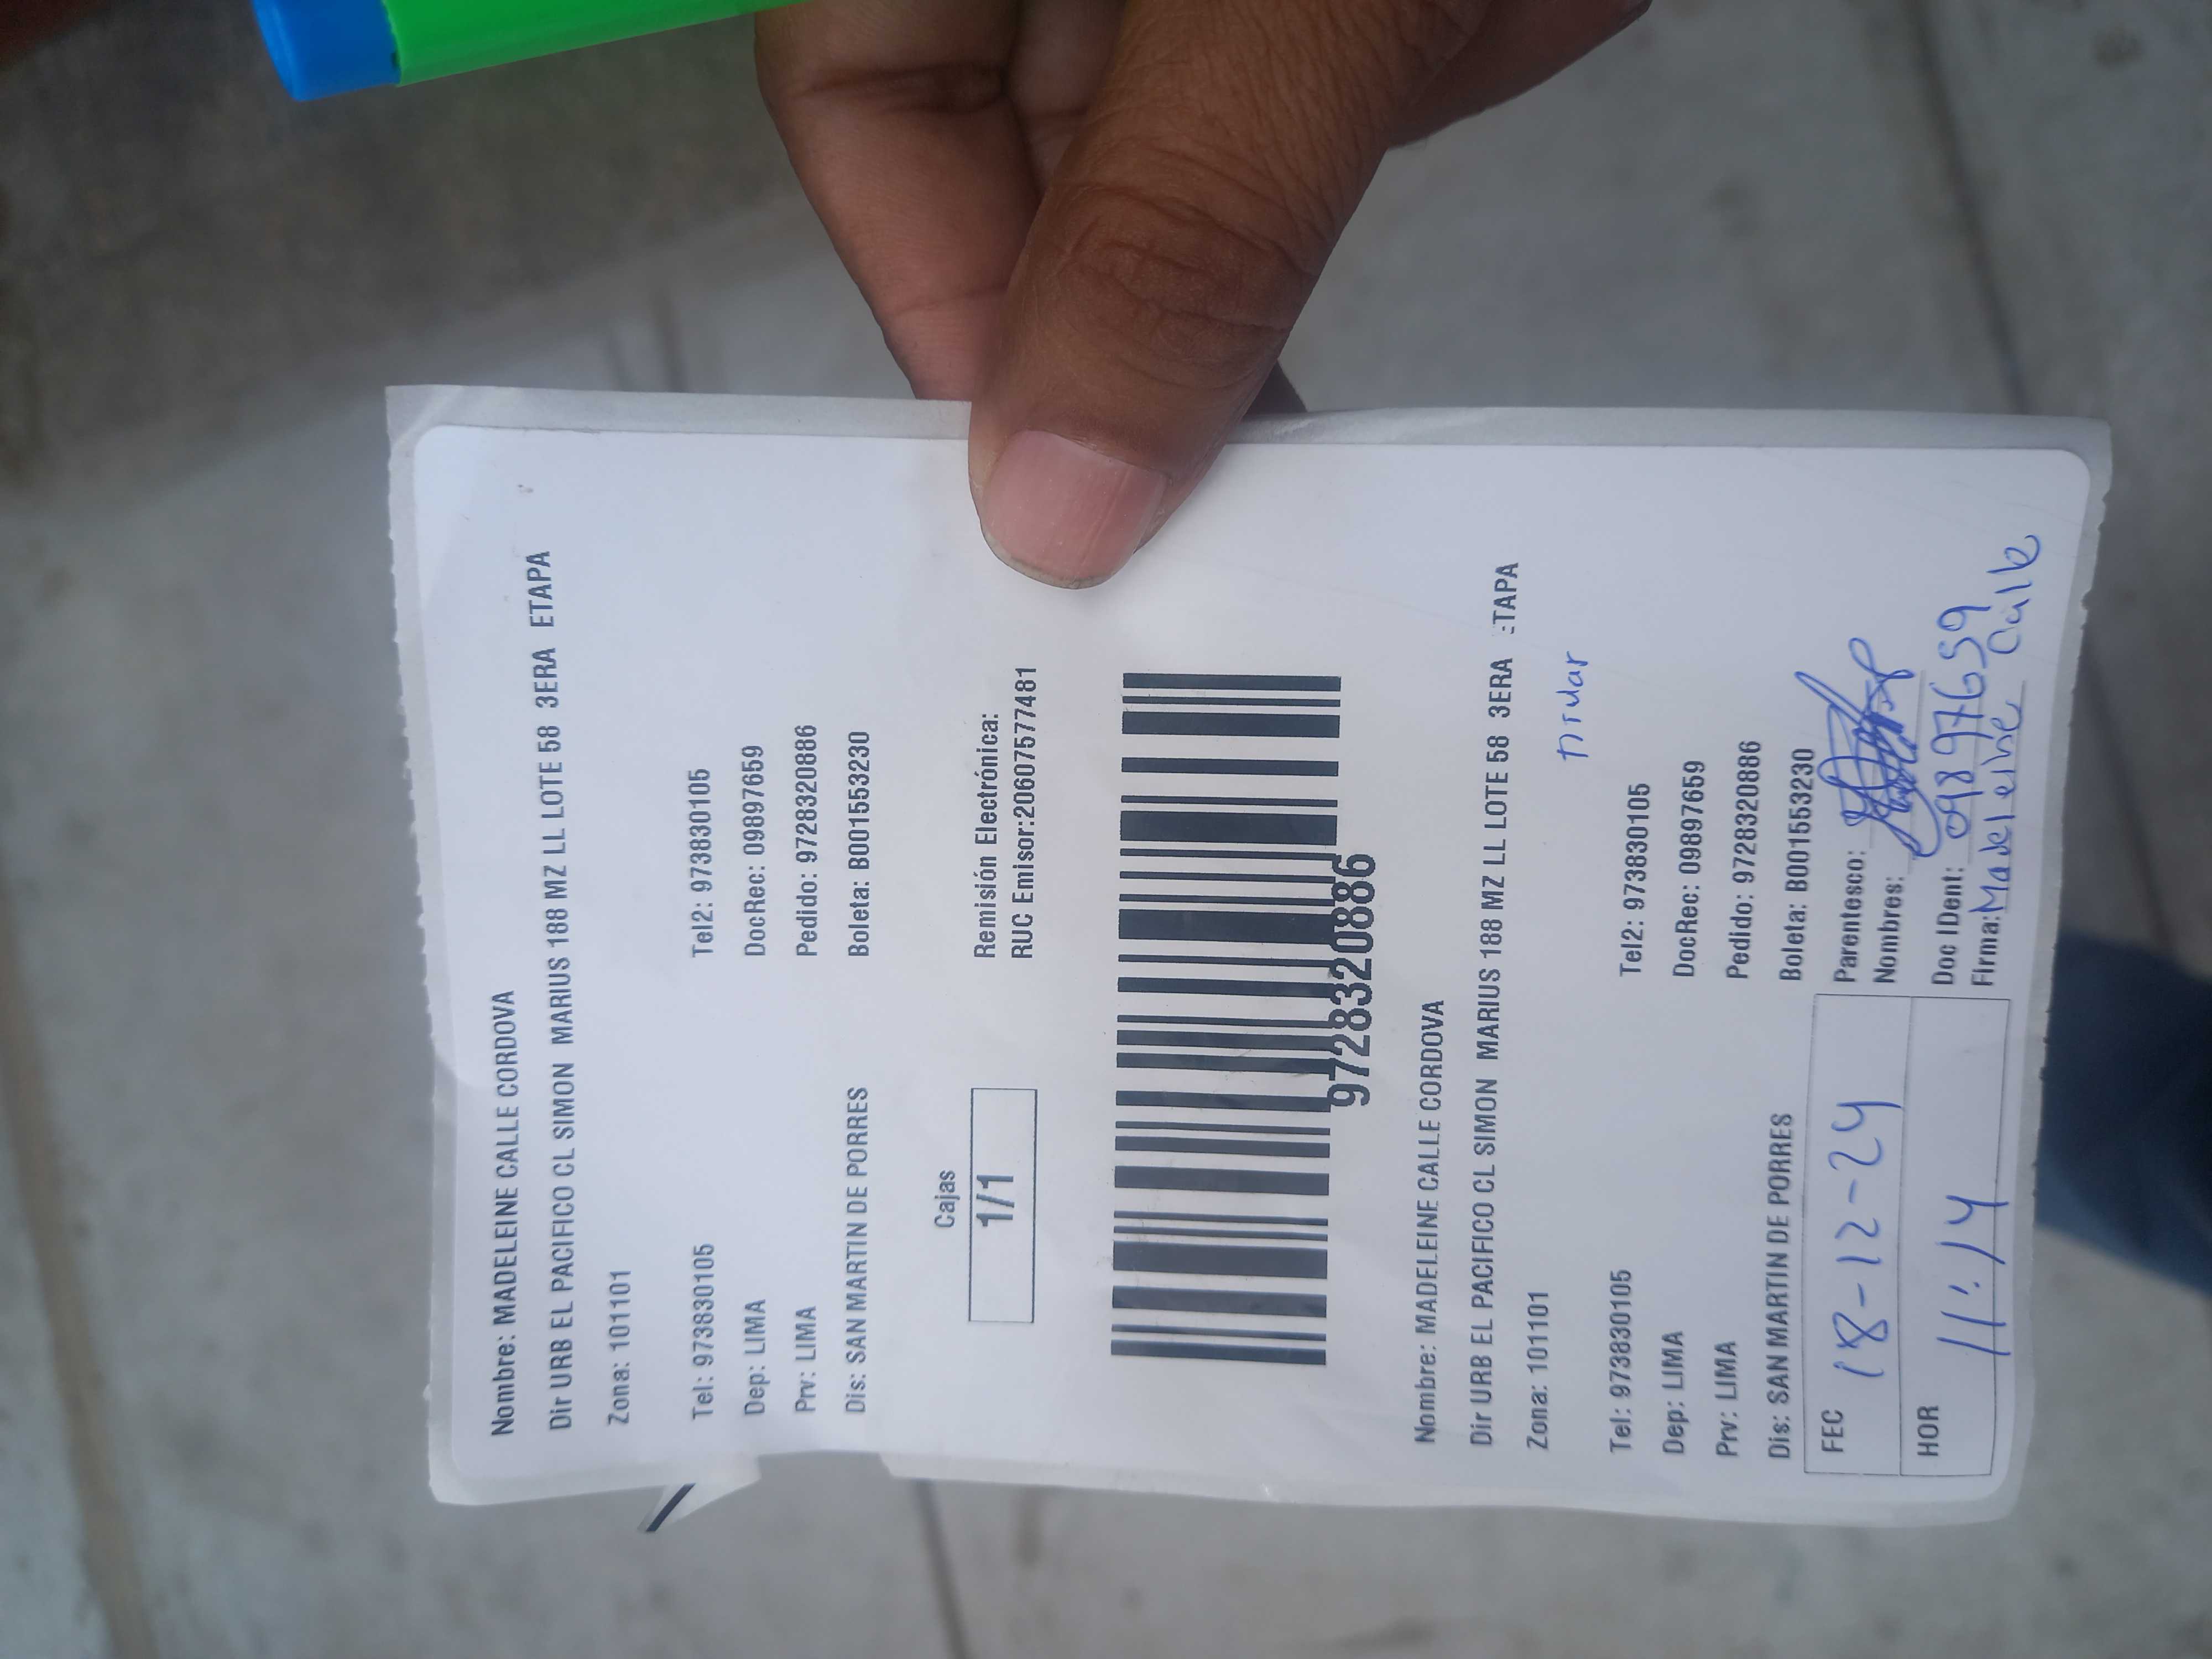 Nombre: MADELEINE CALLE CORDOVA
Dir URB EL PACIFICO CL SIMON MARIUS 188 MZ LL LOTE 58 3ERA ETAPA
Zona: 101101
Tel: 973830105 Tel2: 973830105
Dep: LIMA DocRec: 09897659
Prv: LIMA Pedido: 97283320886
Dis: SAN MARTIN DE PORRES Boleta: B001553230
Cajas
1/1
Remisión Electrónica:
RUC Emisor:20607577481
97283320886
Nombre: MADELEINE CALLE CORDOVA
Dir URB EL PACIFICO CL SIMON MARIUS 188 MZ LL LOTE 58 3ERA ETAPA
Zona: 101101
Titular
Tel: 973830105 Tel2: 973830105
Dep: LIMA DocRec: 09897659
Prv: LIMA Pedido: 97283320886
Dis: SAN MARTIN DE PORRES Boleta: B001553230
FEC 18-12-24 Parentesco:
Nombres:
HOR 11:14 Doc IDent: 09897659
Firma: Madeleine Calle